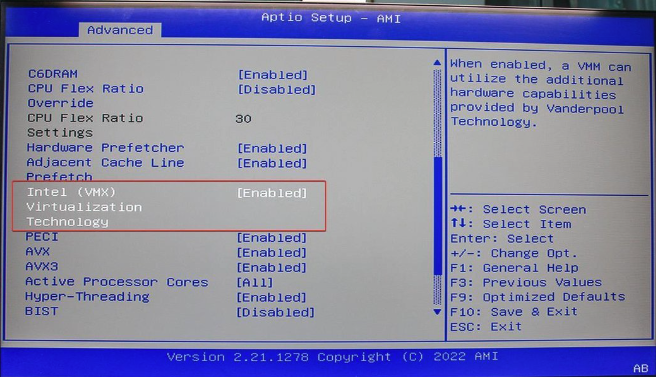 Aptio Setup - AMI
Advanced
C6DRAM [Enabled]
CPU Flex Ratio [Disabled]
Override
CPU Flex Ratio 30
Settings
Hardware Prefetcher [Enabled]
Adjacent Cache Line [Enabled]
Prefetch
Intel (VMX) [Enabled]
Virtualization
Technology
PECI [Enabled]
AVX [Enabled]
AVX3 [Enabled]
Active Processor Cores [All]
Hyper-Threading [Enabled]
BIST [Disabled]
When enabled, a VMM can
utilize the additional
hardware capabilities
provided by Vanderpool
Technology.
→←: Select Screen
↑↓: Select Item
Enter: Select
+/-: Change Opt.
F1: General Help
F3: Previous Values
F9: Optimized Defaults
F10: Save & Exit
ESC: Exit
Version 2.21.1278 Copyright (C) 2022 AMI
AB